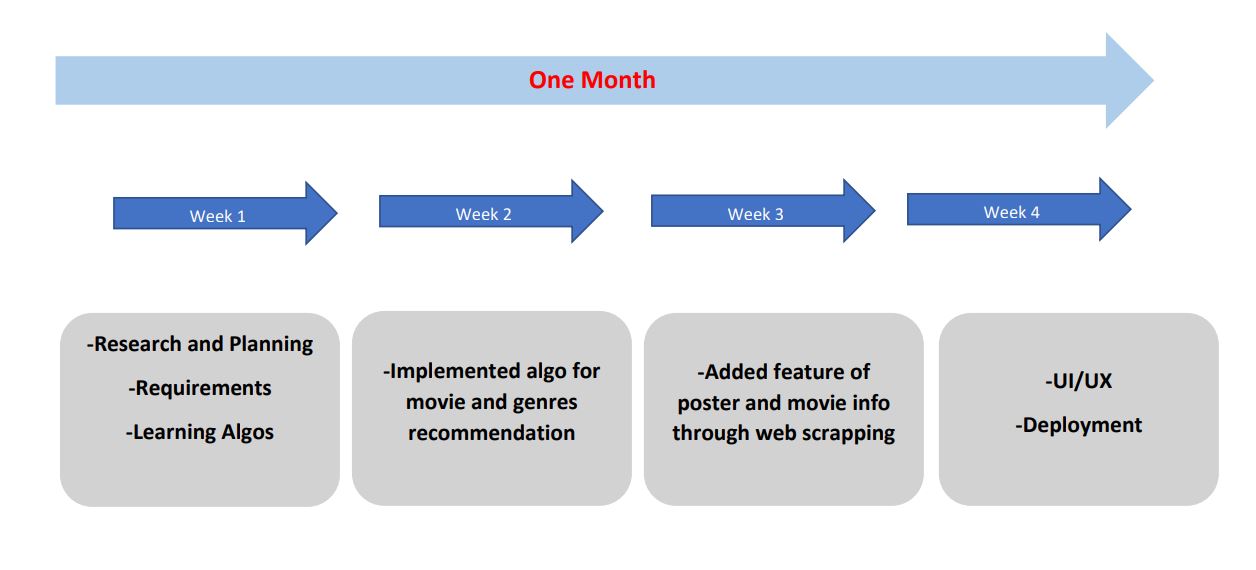 One Month
Week 1
Week 2
Week 3
Week 4
-Research and Planning
-Requirements
-Learning Algos
-Implemented algo for
movie and genres
recommendation
-Added feature of
poster and movie info
through web scrapping
-UI/UX
-Deployment